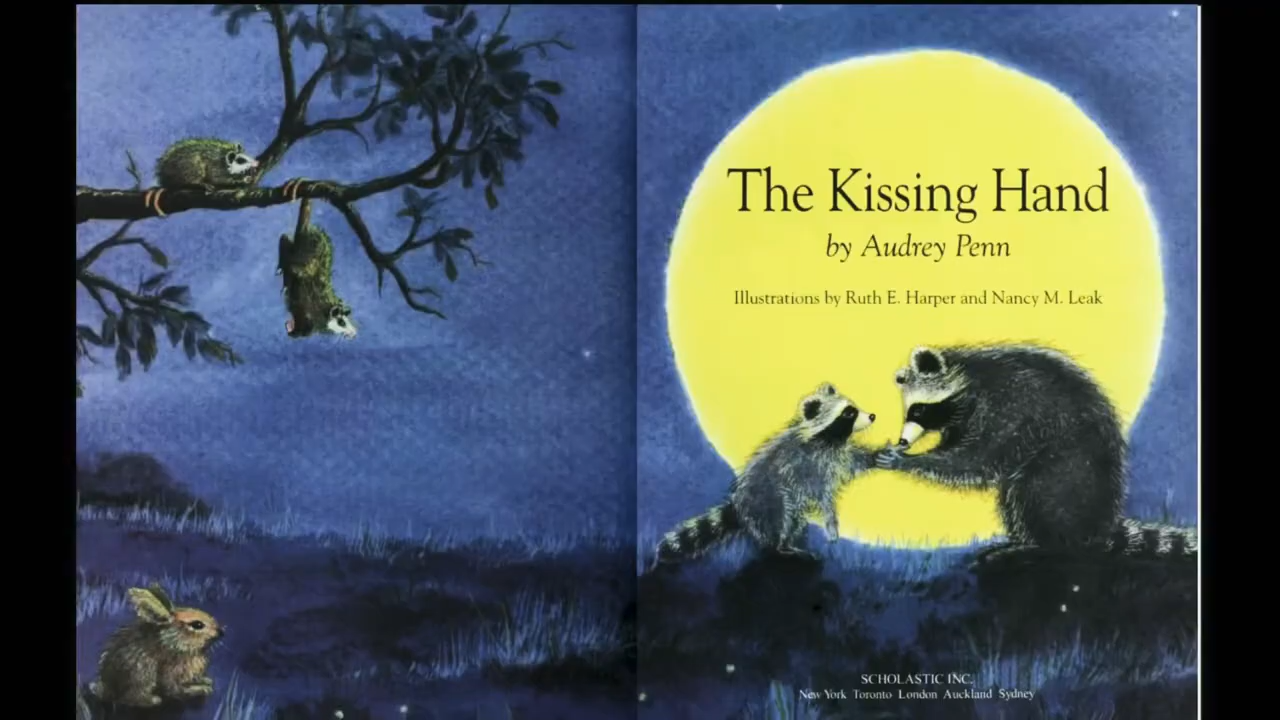 The Kissing Hand
by Audrey Penn
Illustrations by Ruth E. Harper and Nancy M. Leak
SCHOLASTIC INC.
New York Toronto London Auckland Sydney